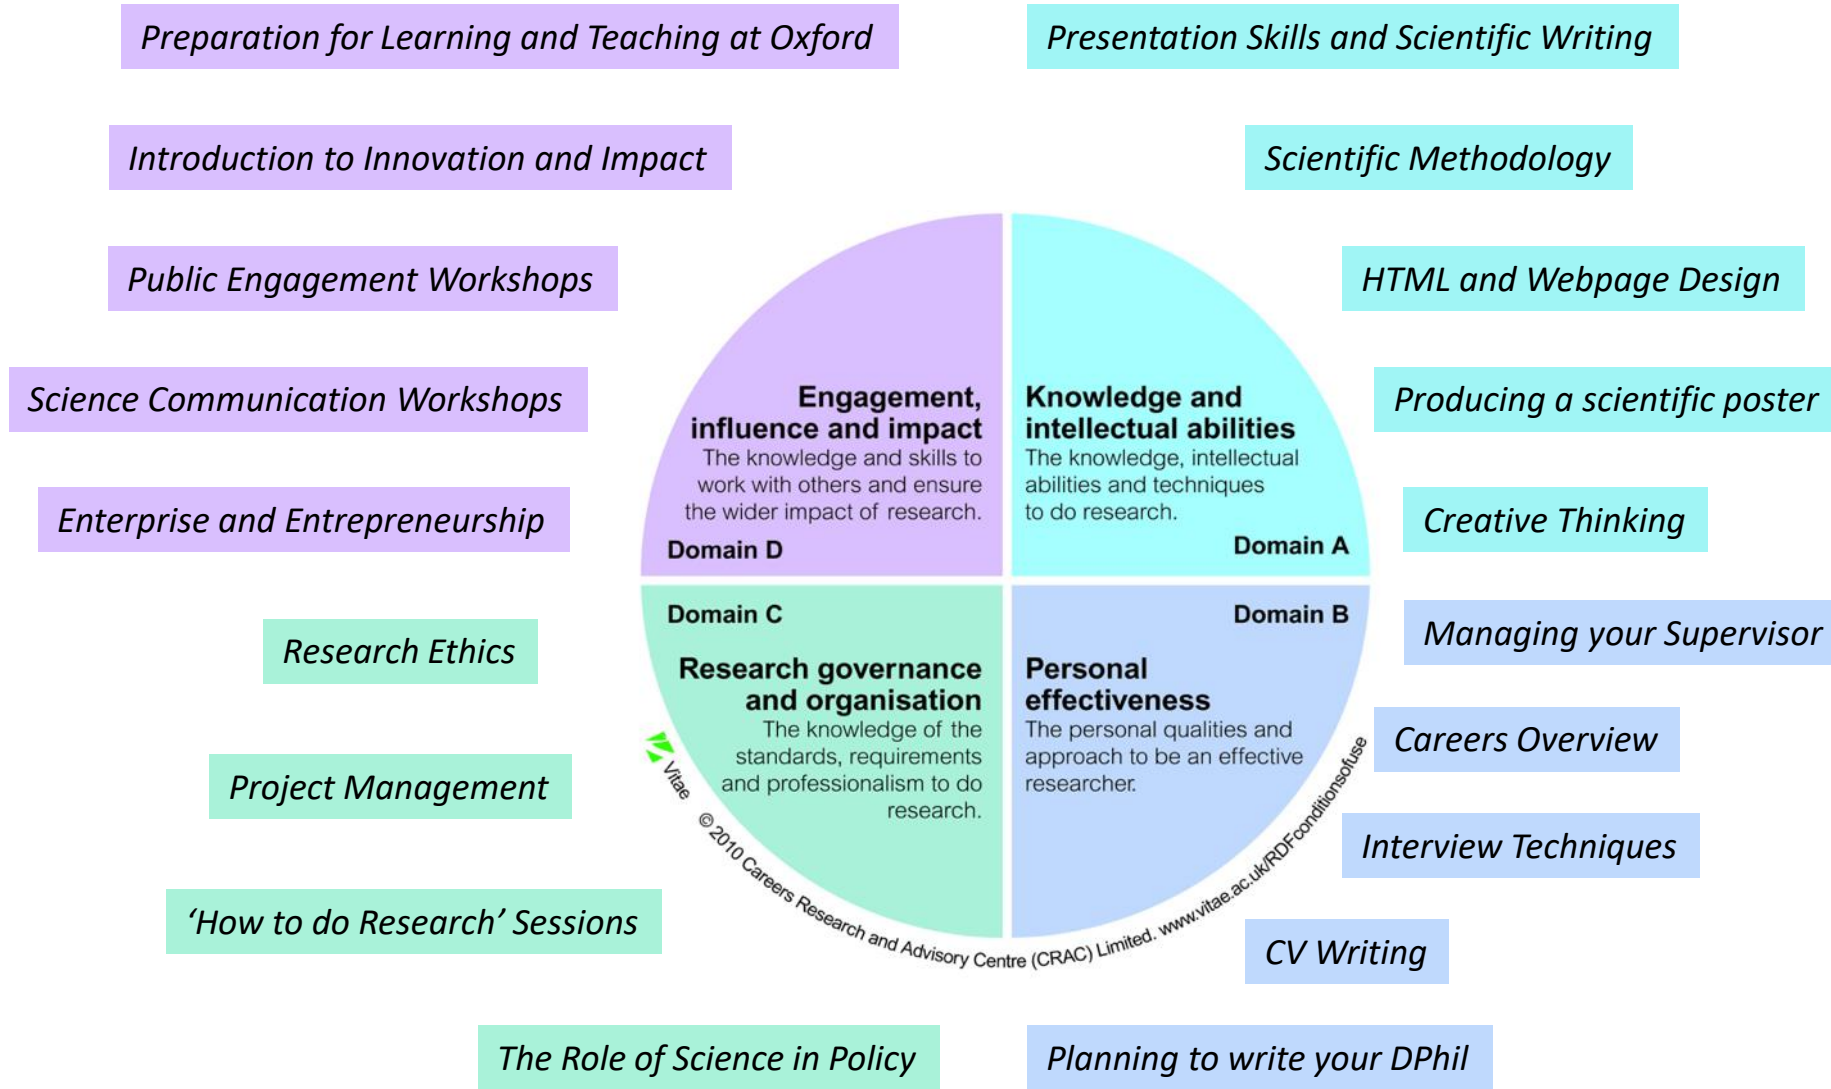 Preparation for Learning and Teaching at Oxford
Presentation Skills and Scientific Writing
Introduction to Innovation and Impact
Scientific Methodology
Public Engagement Workshops
HTML and Webpage Design
Science Communication Workshops
Producing a scientific poster
Enterprise and Entrepreneurship
Creative Thinking
Engagement,
influence and impact
The knowledge and skills to
work with others and ensure
the wider impact of research.
Domain D
Knowledge and
intellectual abilities
The knowledge, intellectual
abilities and techniques
to do research.
Domain A
Domain C
Research governance
and organisation
The knowledge of the
standards, requirements
and professionalism to do
research.
Domain B
Personal
effectiveness
The personal qualities and
approach to be an effective
researcher.
Vitae © 2010 Careers Research and Advisory Centre (CRAC) Limited. www.vitae.ac.uk/RDFconditionsofuse
Research Ethics
Managing your Supervisor
Project Management
Careers Overview
Interview Techniques
‘How to do Research’ Sessions
CV Writing
The Role of Science in Policy
Planning to write your DPhil